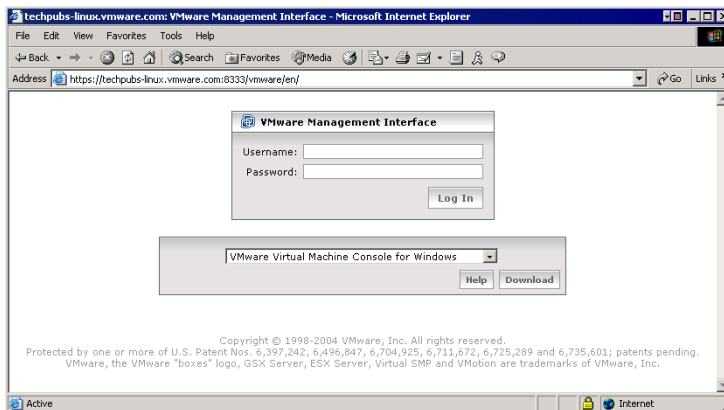 techpubs-linux.vmware.com: VMware Management Interface - Microsoft Internet Explorer
File Edit View Favorites Tools Help
Back Search Favorites Media
Address https://techpubs-linux.vmware.com:8333/vmware/en/ Go Links
VMware Management Interface
Username:
Password:
Log In
VMware Virtual Machine Console for Windows
Help Download
Copyright © 1998-2004 VMware, Inc. All rights reserved.
Protected by one or more of U.S. Patent Nos. 6,397,242, 6,496,847, 6,704,925, 6,711,672, 6,725,289 and 6,735,601; patents pending.
VMware, the VMware "boxes" logo, GSX Server, ESX Server, Virtual SMP and VMotion are trademarks of VMware, Inc.
Active Internet